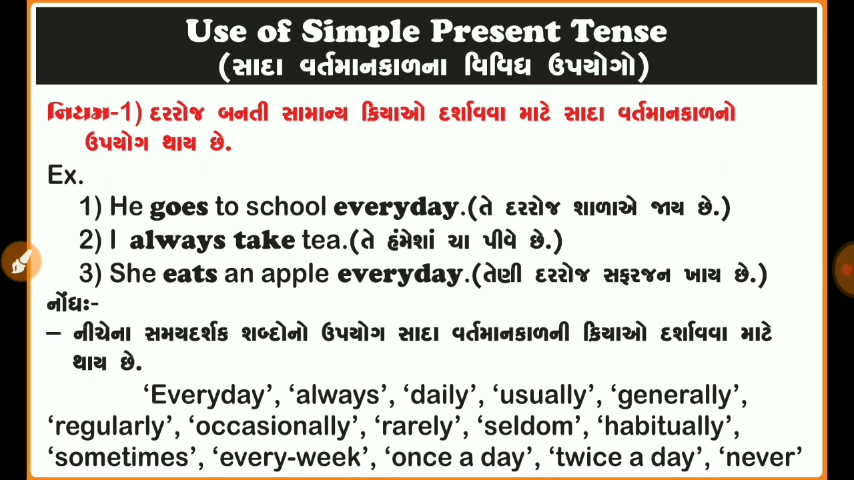 Use of Simple Present Tense
(સાદા વર્તમાનકાળના વિવિધ ઉપયોગો)
નિયમ-1) દરરોજ બનતી સામાન્ય ક્રિયાઓ દર્શાવવા માટે સાદા વર્તમાનકાળનો
ઉપયોગ થાય છે.
Ex.
1) He goes to school everyday.(તે દરરોજ શાળાએ જાય છે.)
2) I always take tea.(તે હંમેશાં ચા પીવે છે.)
3) She eats an apple everyday.(તેણી દરરોજ સફરજન ખાય છે.)
નોંધઃ-
– નીચેના સમયદર્શક શબ્દોનો ઉપયોગ સાદા વર્તમાનકાળની ક્રિયાઓ દર્શાવવા માટે
થાય છે.
‘Everyday’, ‘always’, ‘daily’, ‘usually’, ‘generally’,
‘regularly’, ‘occasionally’, ‘rarely’, ‘seldom’, ‘habitually’,
‘sometimes’, ‘every-week’, ‘once a day’, ‘twice a day’, ‘never’